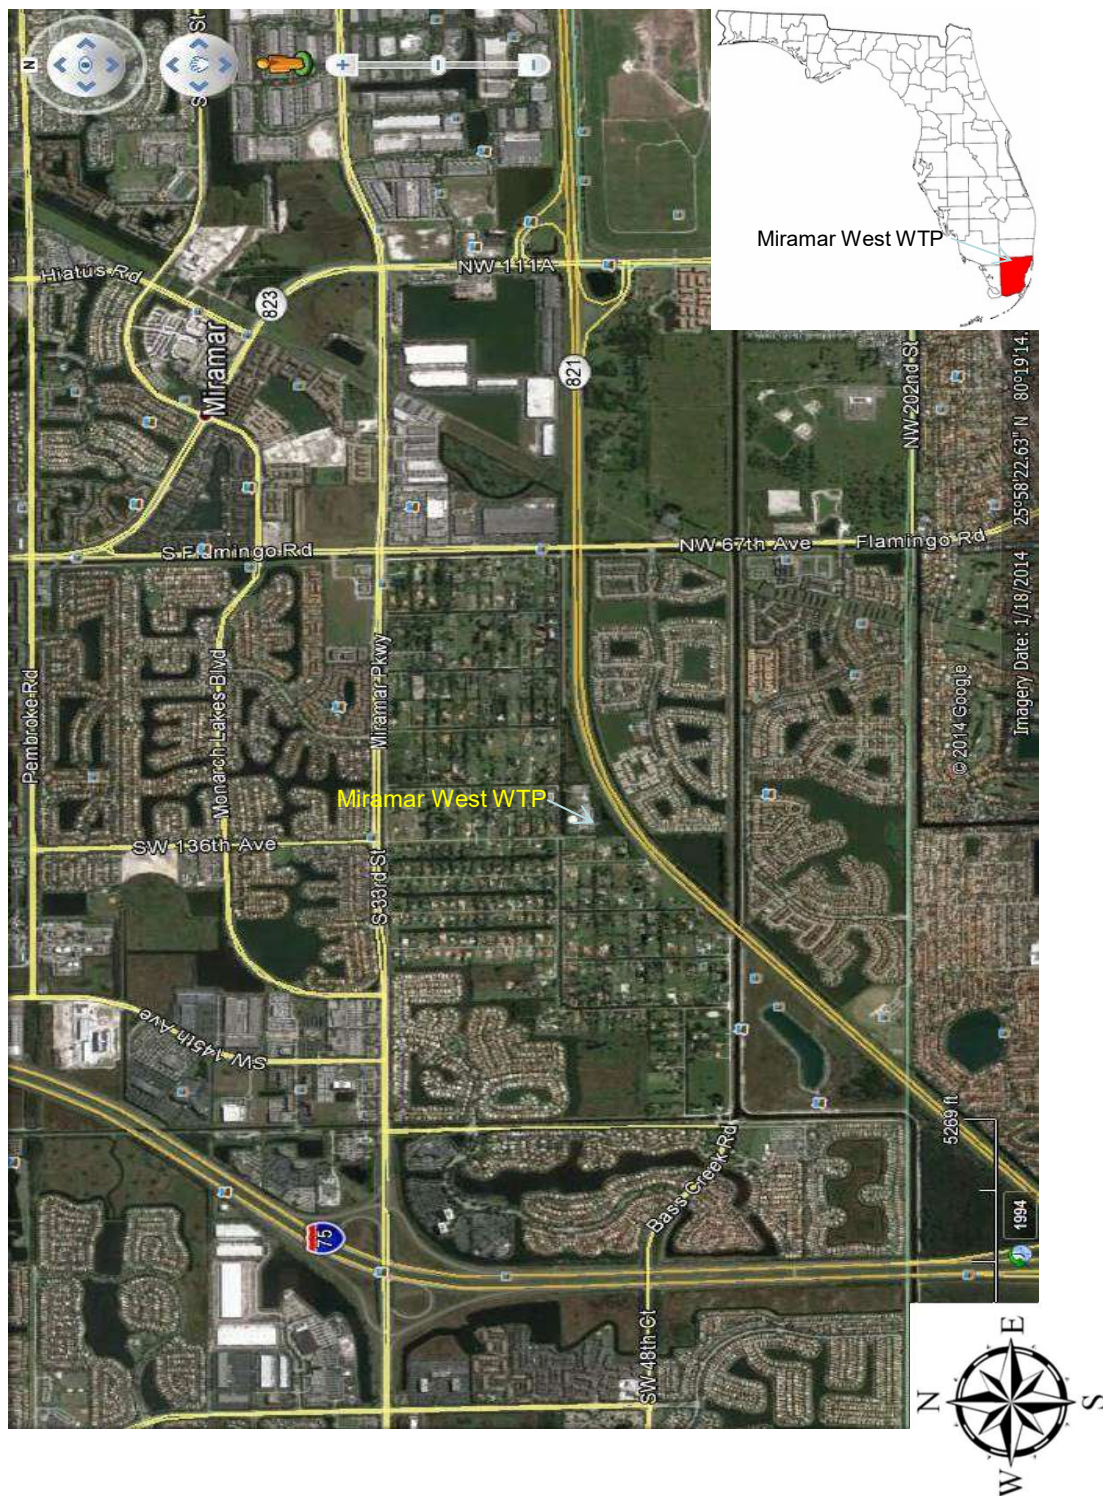 N
St
S
Hiatus Rd
823
Miramar
NW 111A
821
Miramar West WTP
NW 202nd St
S Flamingo Rd
NW 67th Ave
Flamingo Rd
Pembroke Rd
Monarch Lakes Blvd
Miramar Pkwy
Miramar West WTP
SW 136th Ave
S 33rd St
SW 145th Ave
75
Bass Creek Rd
SW 48th Ct
© 2014 Google
Imagery Date: 1/18/2014 25°58'22.63" N 80°19'14.
5269 ft
1994
N
E
W
S